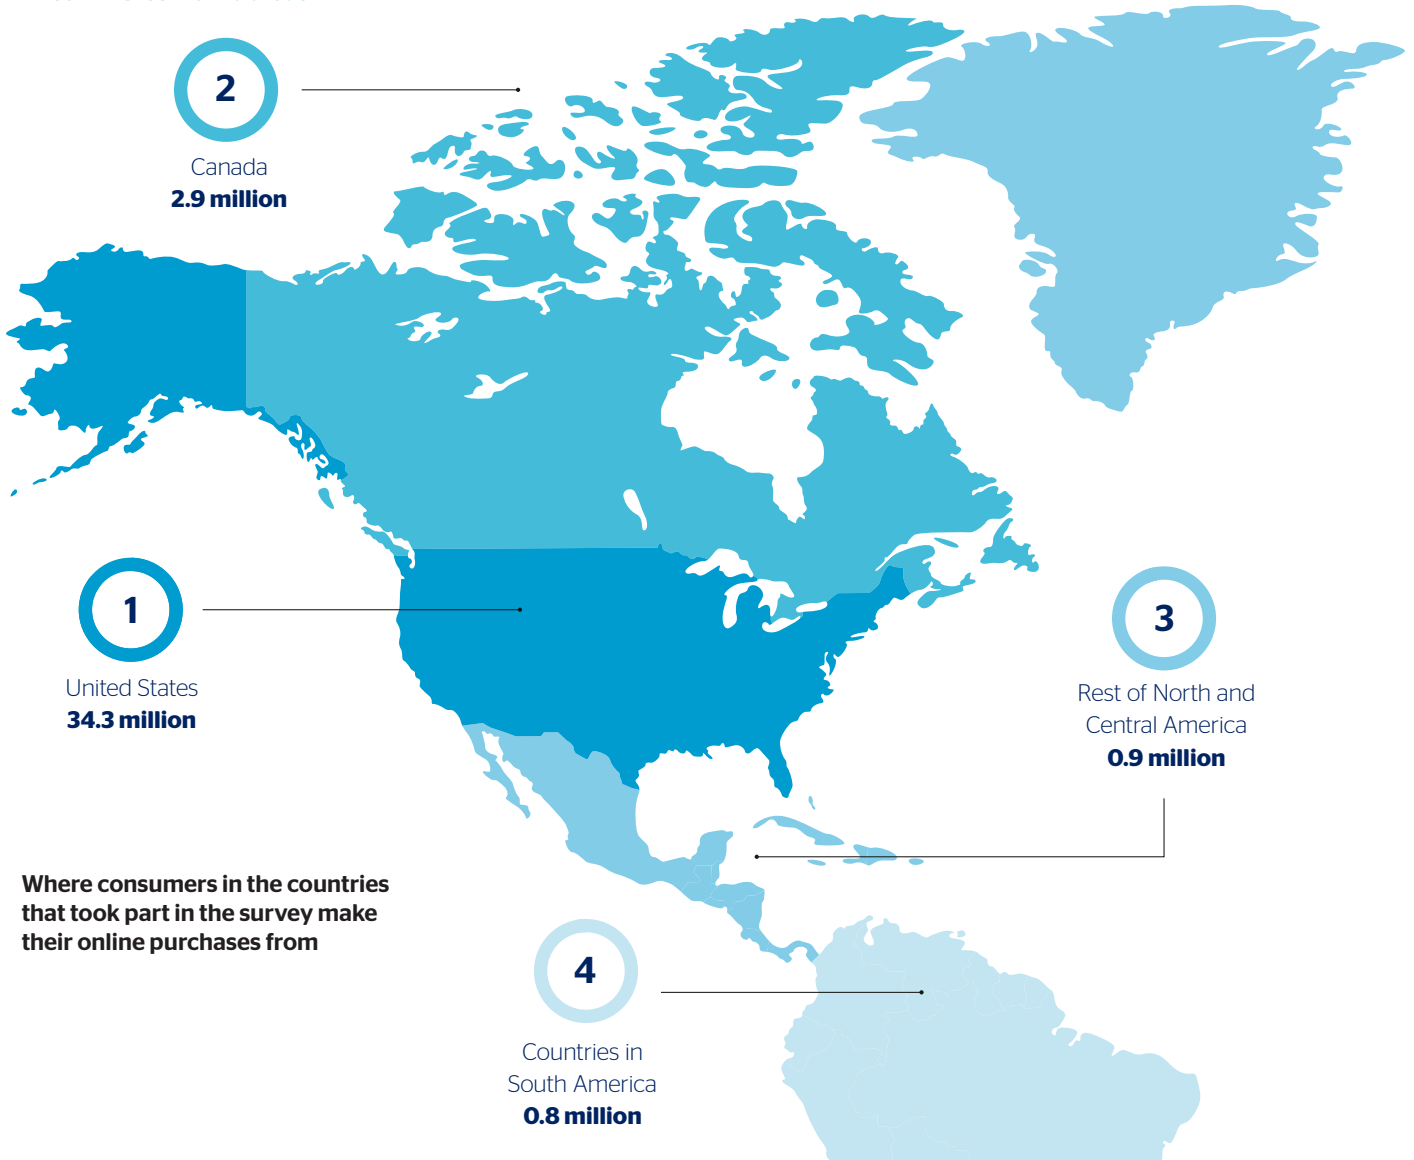 2
Canada
2.9 million
1
United States
34.3 million
3
Rest of North and
Central America
0.9 million
Where consumers in the countries
that took part in the survey make
their online purchases from
4
Countries in
South America
0.8 million